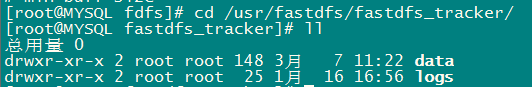 [root@MYSQL fdfs]# cd /usr/fastdfs/fastdfs_tracker/
[root@MYSQL fastdfs_tracker]# ll
总用量 0
drwxr-xr-x 2 root root 148 3月   7 11:22 data
drwxr-xr-x 2 root root  25 1月  16 16:56 logs